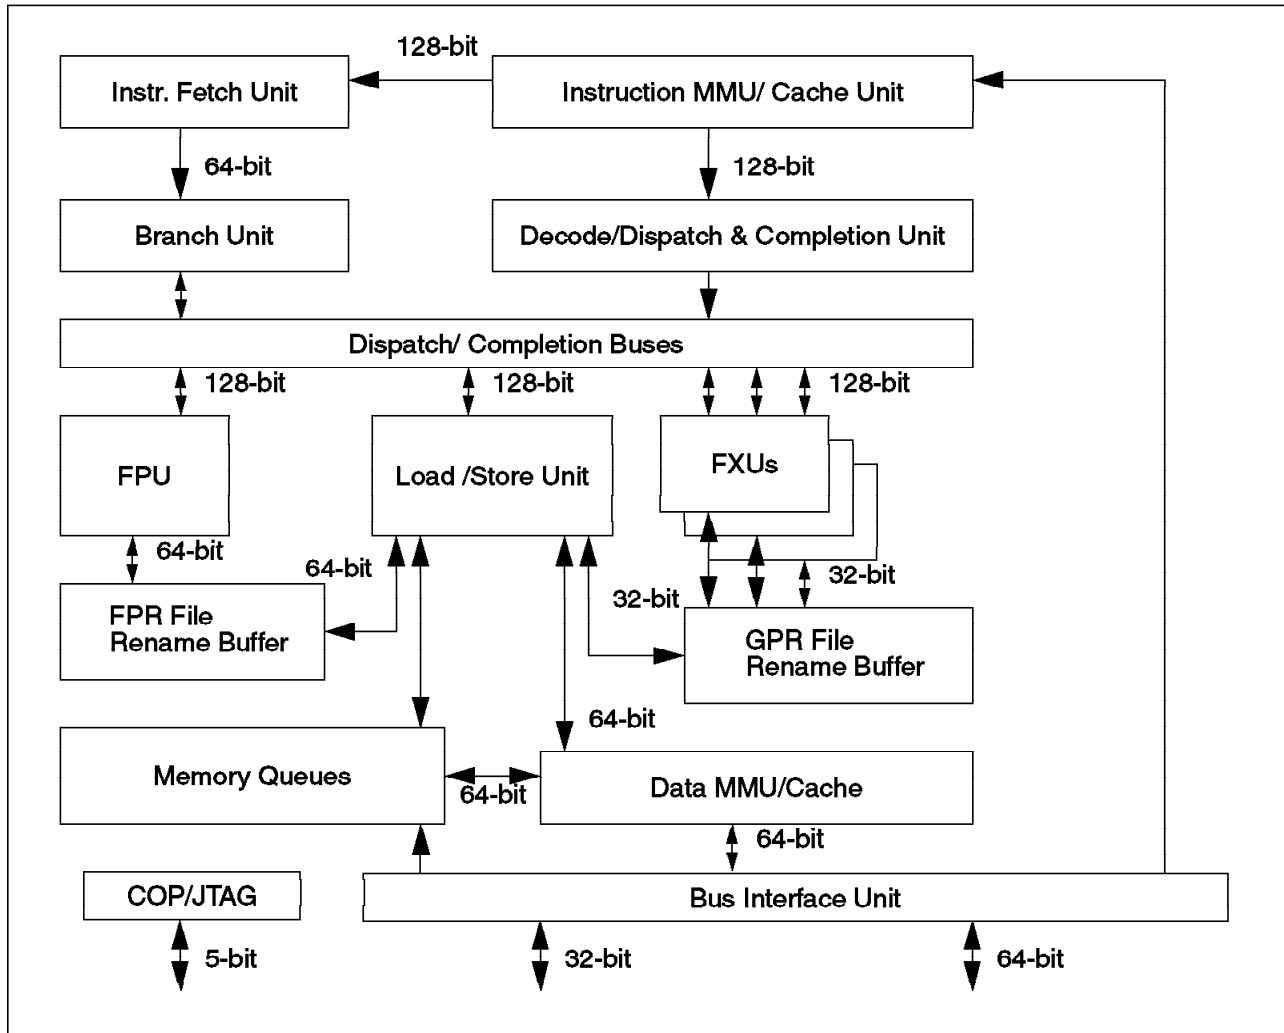 128-bit
Instr. Fetch Unit
Instruction MMU/ Cache Unit
64-bit
128-bit
Branch Unit
Decode/Dispatch & Completion Unit
Dispatch/ Completion Buses
128-bit
128-bit
128-bit
FPU
Load /Store Unit
FXUs
64-bit
64-bit
32-bit
32-bit
FPR File
Rename Buffer
GPR File
Rename Buffer
64-bit
Memory Queues
64-bit
Data MMU/Cache
64-bit
COP/JTAG
Bus Interface Unit
5-bit
32-bit
64-bit